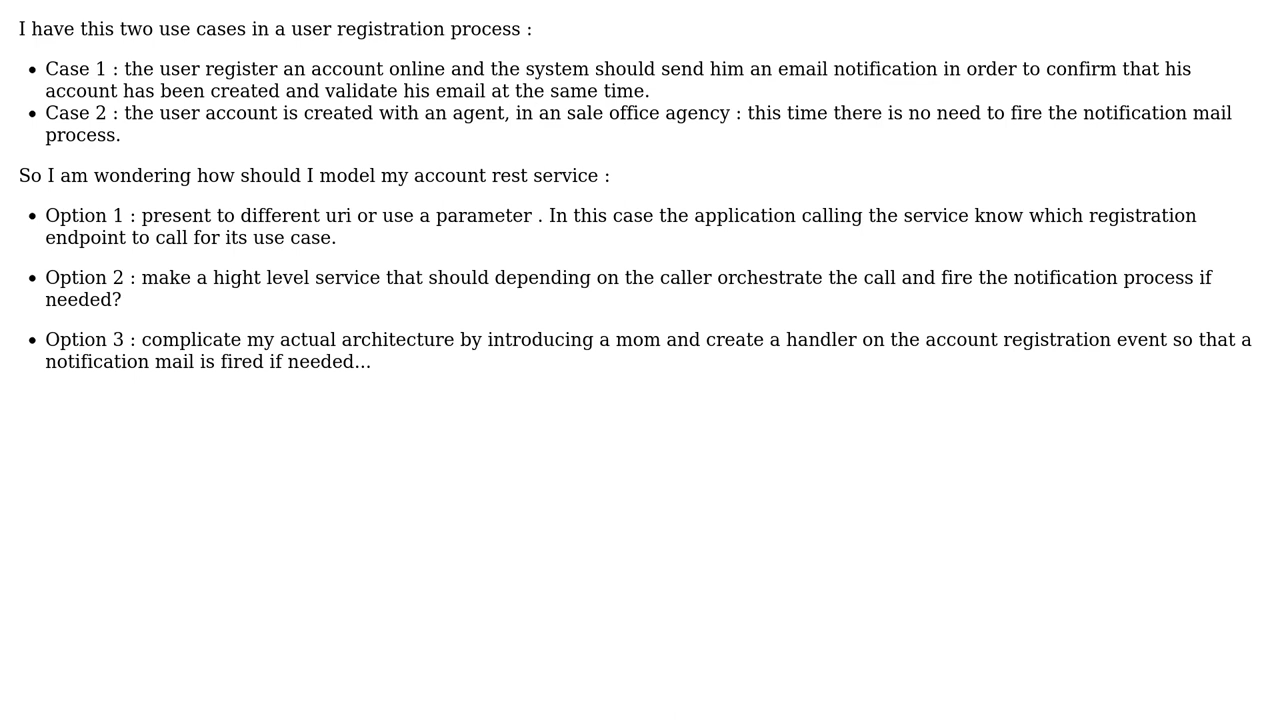 I have this two use cases in a user registration process :
• Case 1 : the user register an account online and the system should send him an email notification in order to confirm that his
account has been created and validate his email at the same time.
• Case 2 : the user account is created with an agent, in an sale office agency : this time there is no need to fire the notification mail
process.
So I am wondering how should I model my account rest service :
• Option 1 : present to different uri or use a parameter . In this case the application calling the service know which registration
endpoint to call for its use case.
• Option 2 : make a hight level service that should depending on the caller orchestrate the call and fire the notification process if
needed?
• Option 3 : complicate my actual architecture by introducing a mom and create a handler on the account registration event so that a
notification mail is fired if needed...